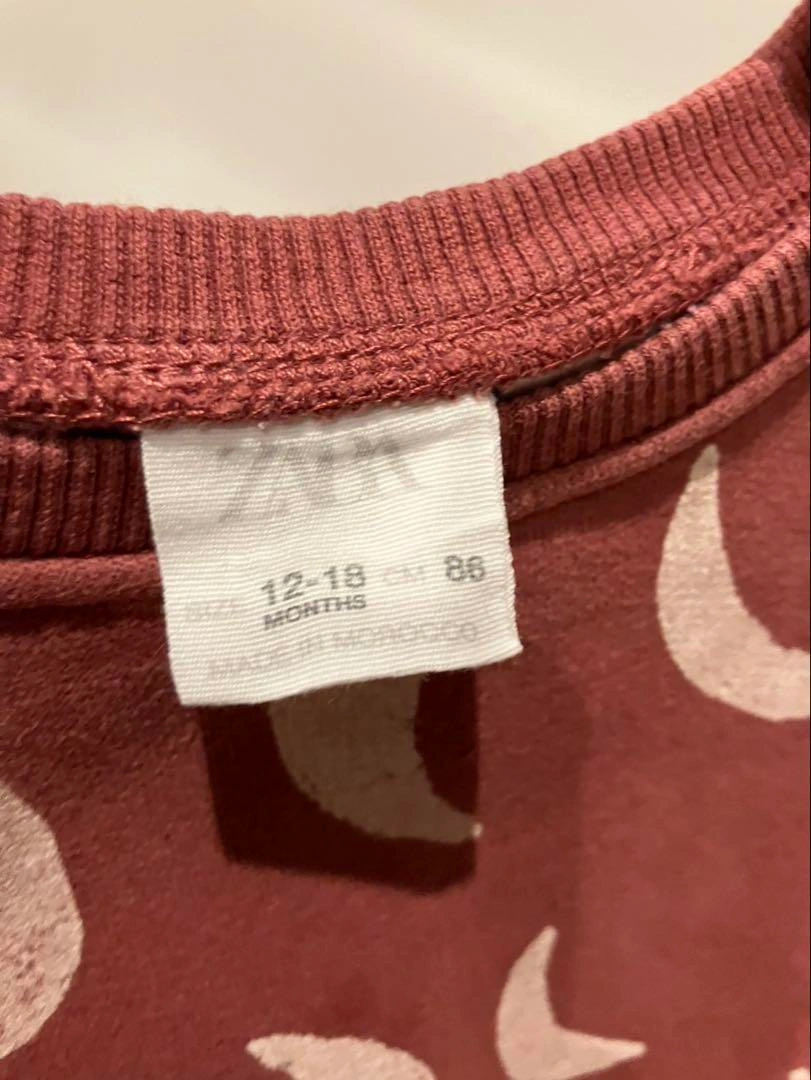 ZARA
SIZE 12-18 CM 86
MONTHS
MADE IN MOROCCO